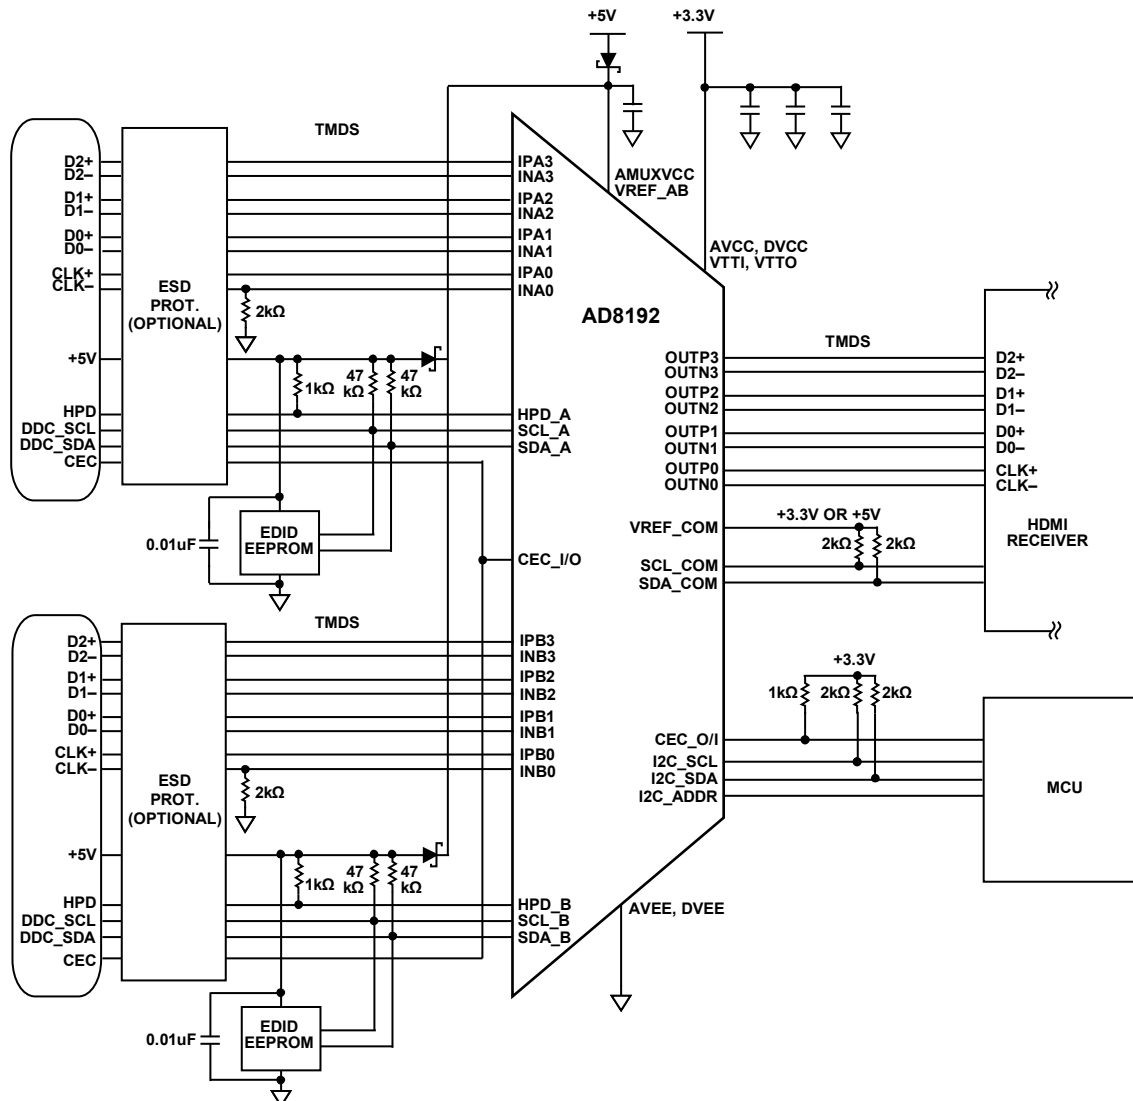 +5V
+3.3V
TMDS
D2+
D2–
D1+
D1–
D0+
D0–
CLK+
CLK–
+5V
HPD
DDC_SCL
DDC_SDA
CEC
ESD
PROT.
(OPTIONAL)
2kΩ
1kΩ
47
kΩ
47
kΩ
0.01uF
EDID
EEPROM
IPA3
INA3
IPA2
INA2
IPA1
INA1
IPA0
INA0
HPD_A
SCL_A
SDA_A
CEC_I/O
AMUXVCC
VREF_AB
AVCC, DVCC
VTTI, VTTO
AD8192
OUTP3
OUTN3
OUTP2
OUTN2
OUTP1
OUTN1
OUTP0
OUTN0
TMDS
D2+
D2–
D1+
D1–
D0+
D0–
CLK+
CLK–
HDMI
RECEIVER
VREF_COM
+3.3V OR +5V
2kΩ
2kΩ
SCL_COM
SDA_COM
TMDS
D2+
D2–
D1+
D1–
D0+
D0–
CLK+
CLK–
+5V
HPD
DDC_SCL
DDC_SDA
CEC
ESD
PROT.
(OPTIONAL)
2kΩ
1kΩ
47
kΩ
47
kΩ
0.01uF
EDID
EEPROM
IPB3
INB3
IPB2
INB2
IPB1
INB1
IPB0
INB0
HPD_B
SCL_B
SDA_B
+3.3V
1kΩ
2kΩ
2kΩ
CEC_O/I
I2C_SCL
I2C_SDA
I2C_ADDR
MCU
AVEE, DVEE